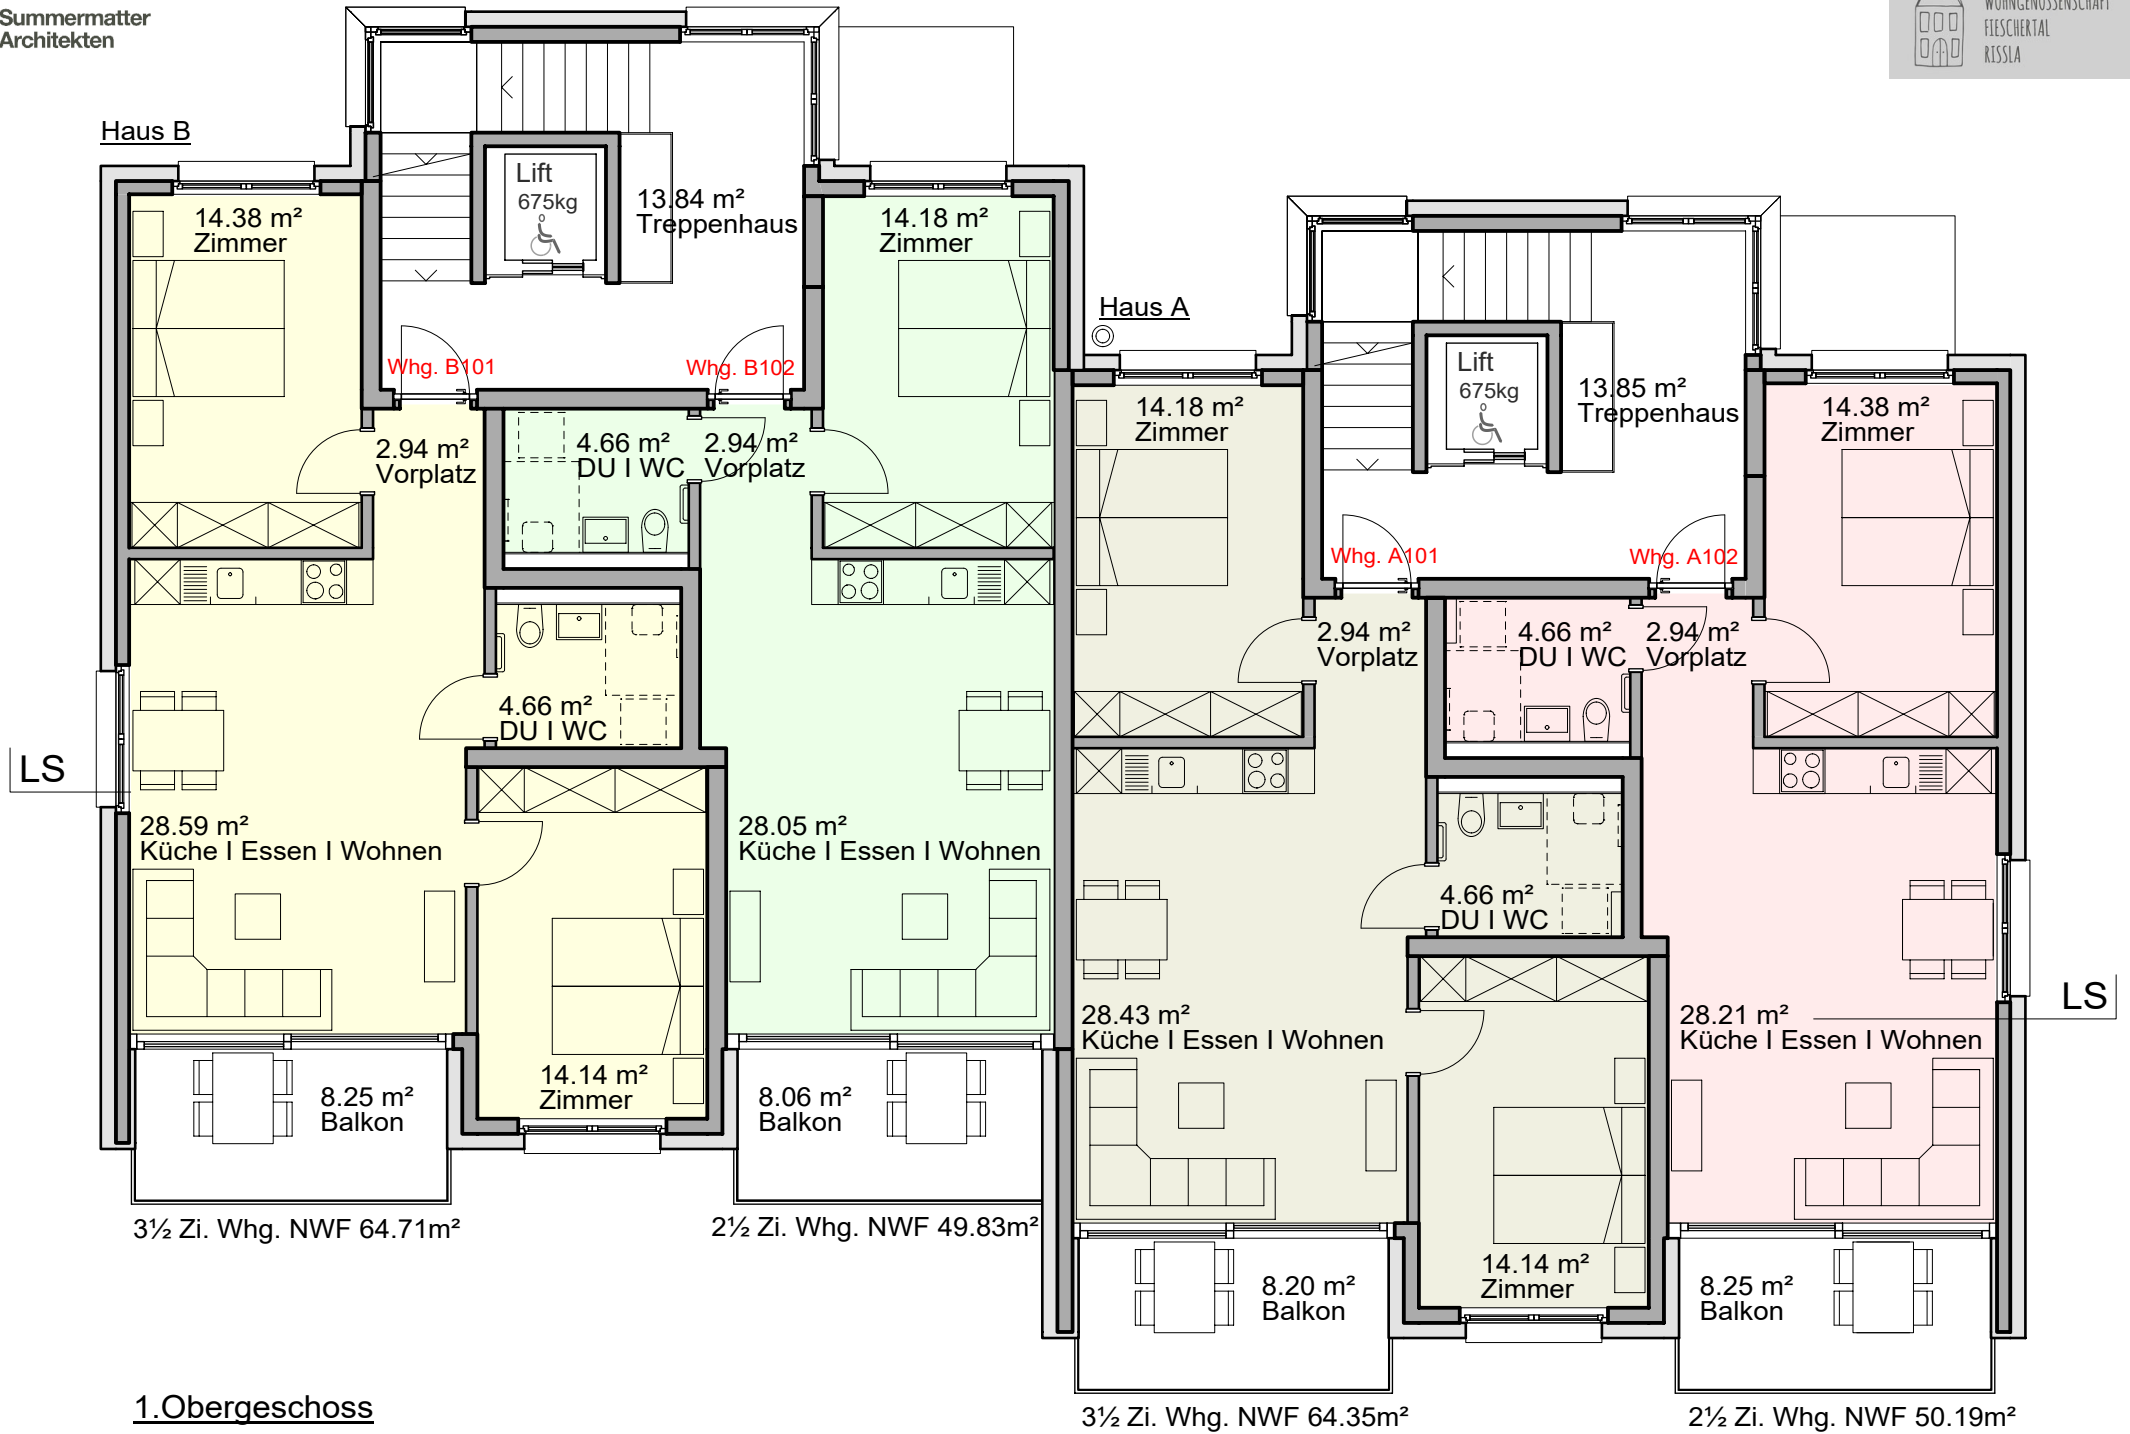 Summermatter
Architekten
WOHNGENOSSENSCHAFT
FIESCHERTAL
RISSLA
Haus B
Lift
675kg
13.84 m²
Treppenhaus
14.38 m²
Zimmer
14.18 m²
Zimmer
Whg. B101
Whg. B102
2.94 m²
Vorplatz
4.66 m²
DU I WC
2.94 m²
Vorplatz
4.66 m²
DU I WC
LS
28.59 m²
Küche I Essen I Wohnen
28.05 m²
Küche I Essen I Wohnen
14.14 m²
Zimmer
8.25 m²
Balkon
8.06 m²
Balkon
3½ Zi. Whg. NWF 64.71m²
2½ Zi. Whg. NWF 49.83m²
Haus A
Lift
675kg
13.85 m²
Treppenhaus
14.18 m²
Zimmer
14.38 m²
Zimmer
Whg. A101
Whg. A102
2.94 m²
Vorplatz
4.66 m²
DU I WC
2.94 m²
Vorplatz
4.66 m²
DU I WC
LS
28.43 m²
Küche I Essen I Wohnen
28.21 m²
Küche I Essen I Wohnen
14.14 m²
Zimmer
8.20 m²
Balkon
8.25 m²
Balkon
1.Obergeschoss
3½ Zi. Whg. NWF 64.35m²
2½ Zi. Whg. NWF 50.19m²